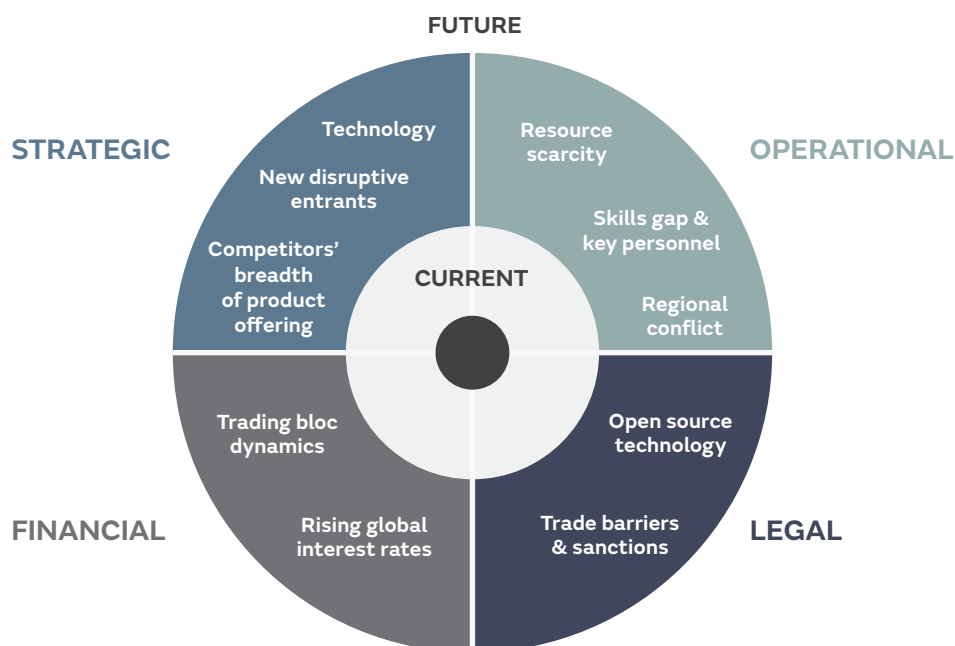 FUTURE
STRATEGIC
OPERATIONAL
Technology
New disruptive
entrants
Competitors’
breadth
of product
offering
Resource
scarcity
Skills gap &
key personnel
Regional
conflict
CURRENT
FINANCIAL
Trading bloc
dynamics
Rising global
interest rates
Open source
technology
Trade barriers
& sanctions
LEGAL